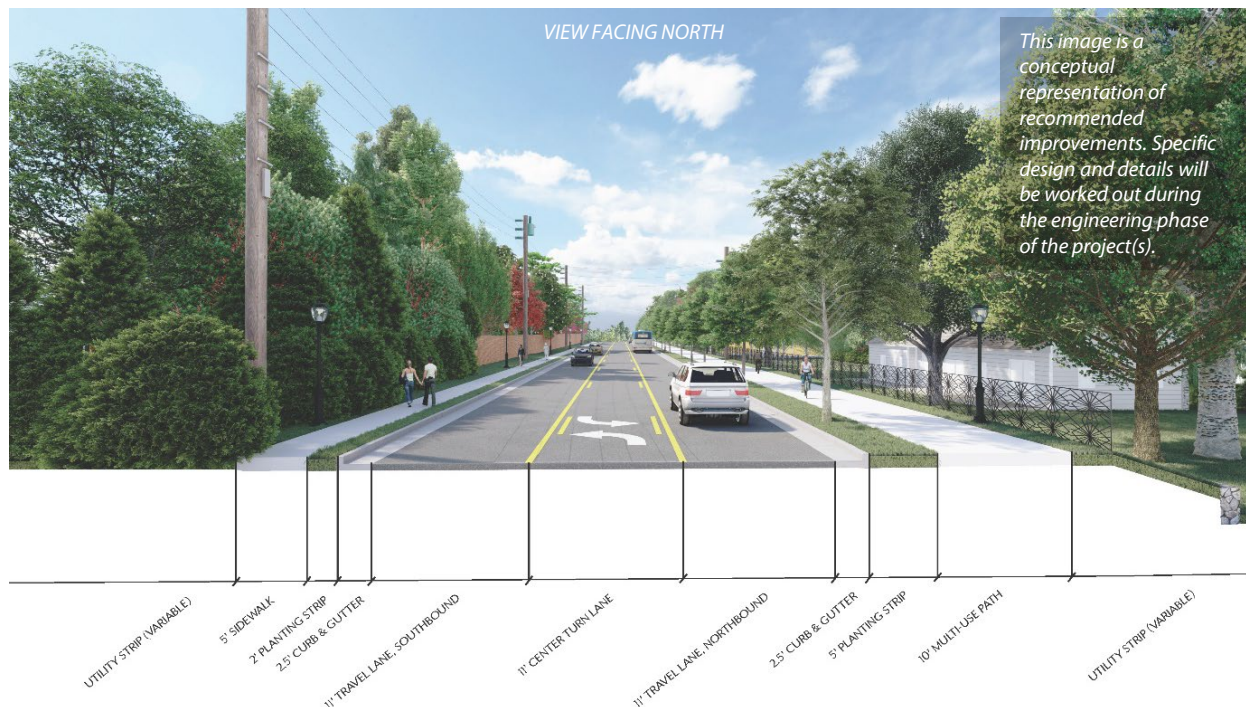 VIEW FACING NORTH
This image is a
conceptual
representation of
recommended
improvements. Specific
design and details will
be worked out during
the engineering phase
of the project(s).
UTILITY STRIP (VARIABLE)
5' SIDEWALK
2' PLANTING STRIP
2.5' CURB & GUTTER
11' TRAVEL LANE, SOUTHBOUND
11' CENTER TURN LANE
11' TRAVEL LANE, NORTHBOUND
2.5' CURB & GUTTER
5' PLANTING STRIP
10' MULTI-USE PATH
UTILITY STRIP (VARIABLE)